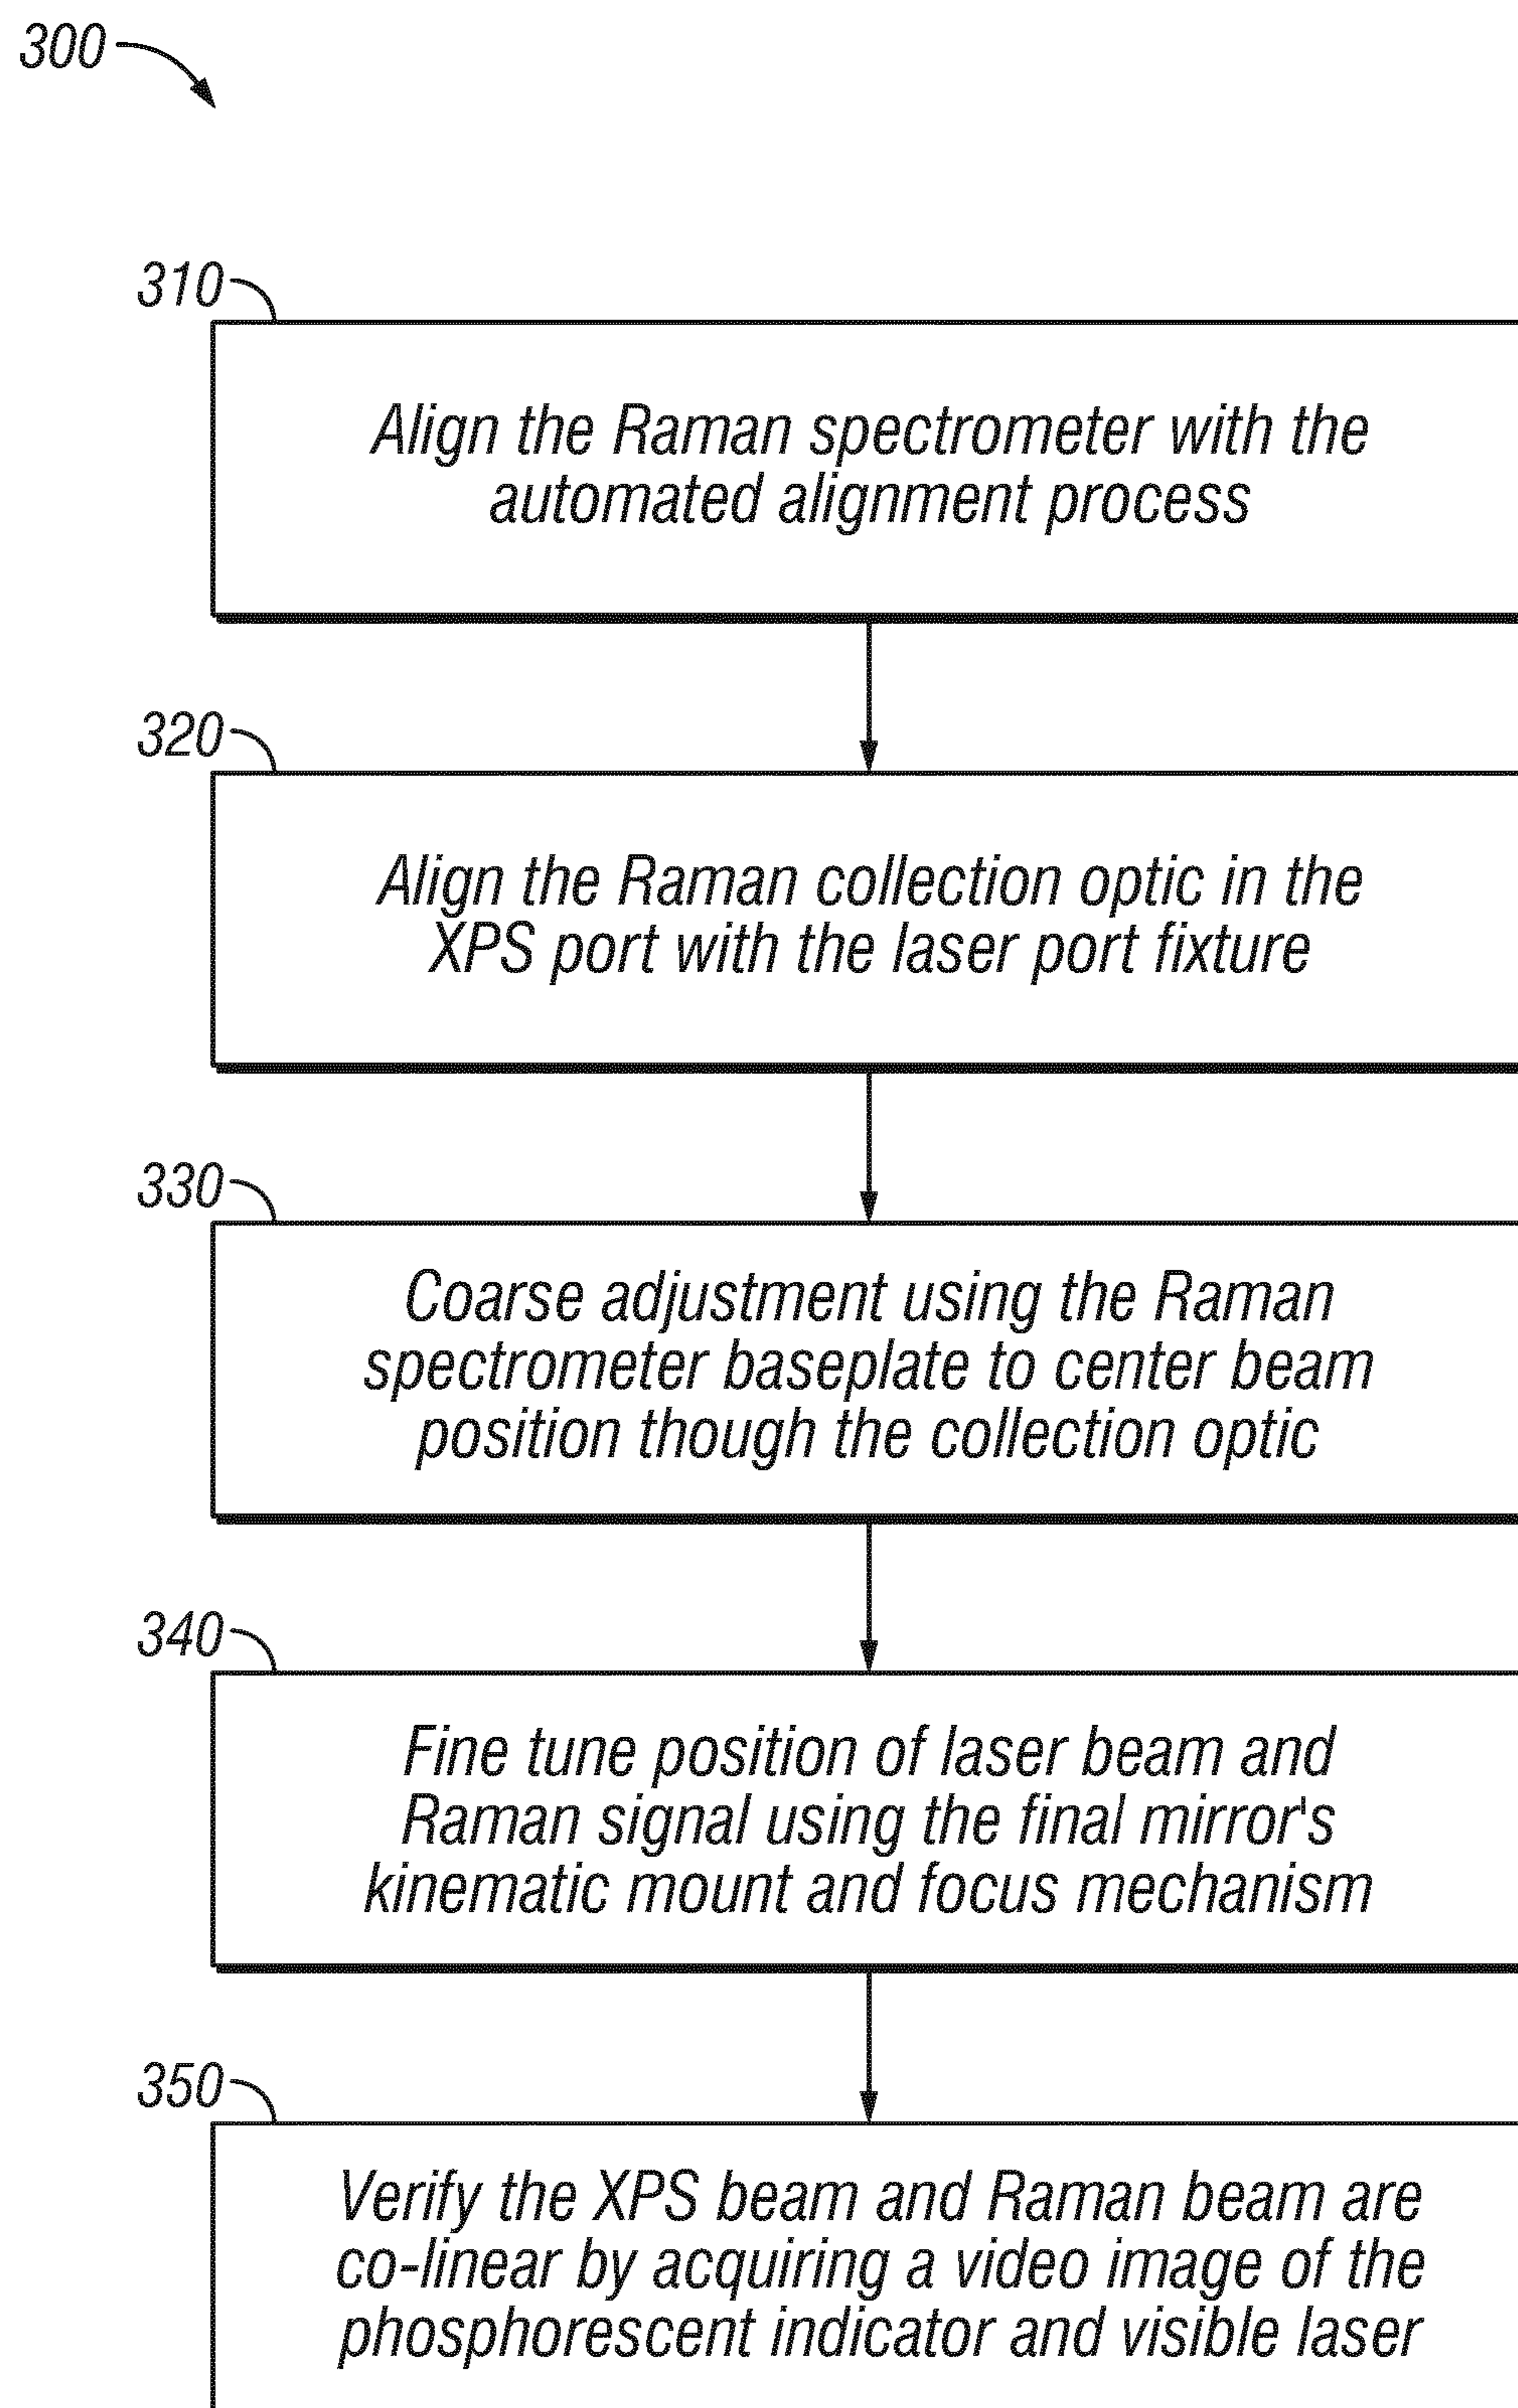 300
310
Align the Raman spectrometer with the
automated alignment process
320
Align the Raman collection optic in the
XPS port with the laser port fixture
330
Coarse adjustment using the Raman
spectrometer baseplate to center beam
position though the collection optic
340
Fine tune position of laser beam and
Raman signal using the final mirror's
kinematic mount and focus mechanism
350
Verify the XPS beam and Raman beam are
co-linear by acquiring a video image of the
phosphorescent indicator and visible laser